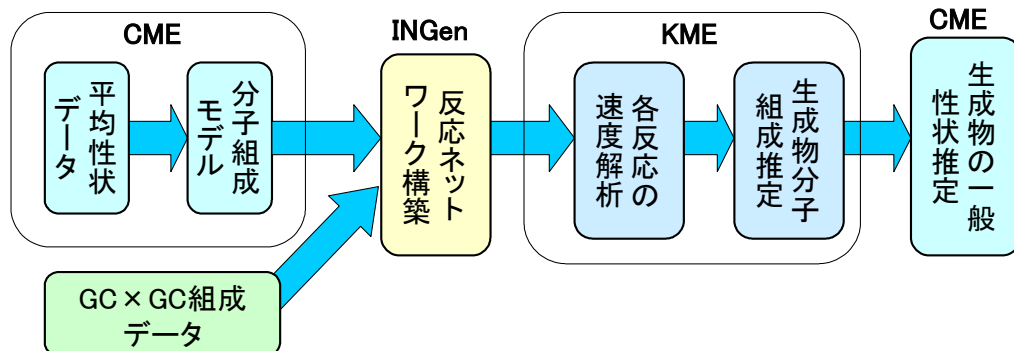 CME
平均性状
データ
分子組成
モデル
INGen
反応ネット
ワーク構築
KME
各反応の
速度解析
生成物分子
組成推定
CME
生成物の一般
性状推定
GC×GC組成
データ